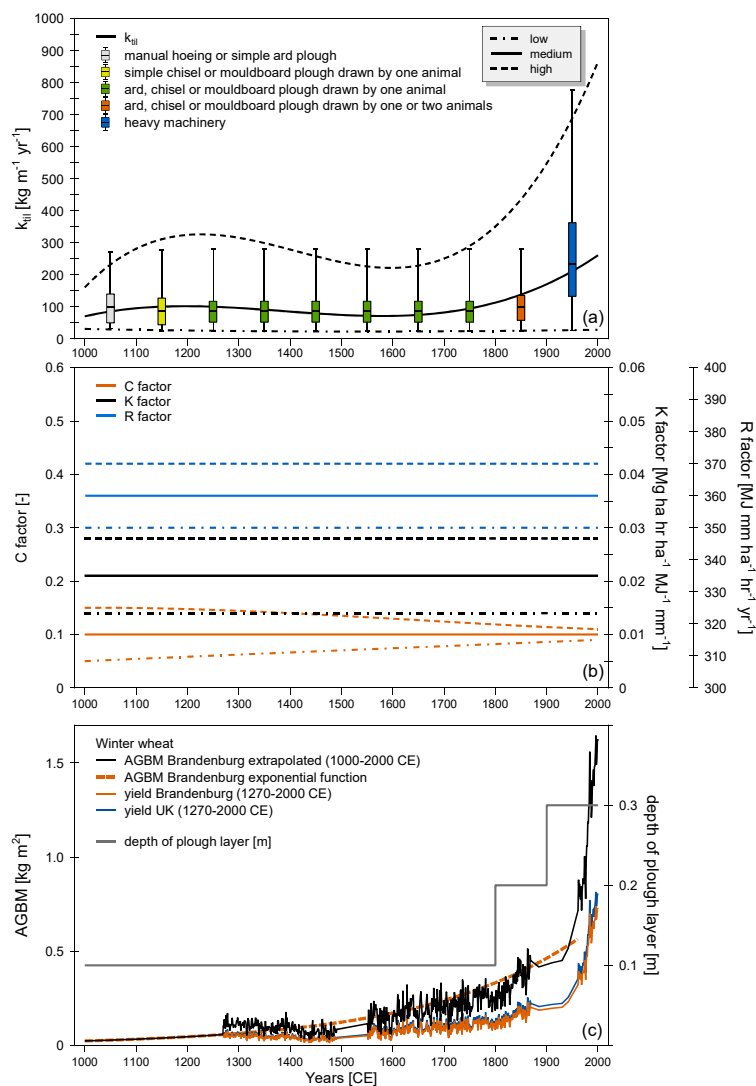 1000
900
800
700
600
500
400
300
200
100
0
k_til [kg m⁻¹ yr⁻¹]
k_til
manual hoeing or simple ard plough
simple chisel or mouldboard plough drawn by one animal
ard, chisel or mouldboard plough drawn by one animal
ard, chisel or mouldboard plough drawn by one or two animals
heavy machinery
low
medium
high
(a)
1000 1100 1200 1300 1400 1500 1600 1700 1800 1900 2000
0.6
0.5
0.4
0.3
0.2
0.1
0
C factor [-]
C factor
K factor
R factor
0.06
0.05
0.04
0.03
0.02
0.01
0
K factor [Mg ha hr ha⁻¹ MJ⁻¹ mm⁻¹]
400
390
380
370
360
350
340
330
320
310
300
R factor [MJ mm ha⁻¹ hr⁻¹ yr⁻¹]
(b)
1000 1100 1200 1300 1400 1500 1600 1700 1800 1900 2000
1.5
1.0
0.5
0
AGBM [kg m²]
Winter wheat
AGBM Brandenburg extrapolated (1000-2000 CE)
AGBM Brandenburg exponential function
yield Brandenburg (1270-2000 CE)
yield UK (1270-2000 CE)
depth of plough layer [m]
0.3
0.2
0.1
depth of plough
layer [m]
(c)
1000 1100 1200 1300 1400 1500 1600 1700 1800 1900 2000
Years [CE]